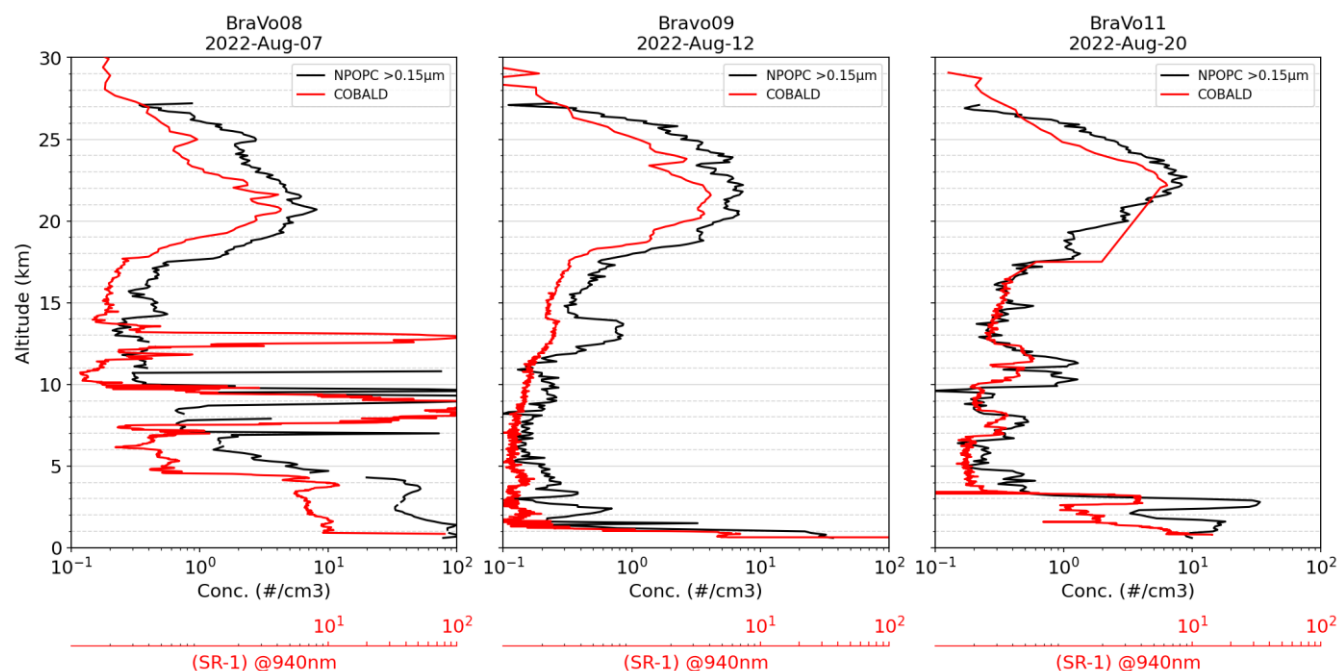 BraVo08
2022-Aug-07
Bravo09
2022-Aug-12
BraVo11
2022-Aug-20
NPOPC >0.15μm
COBALD
NPOPC >0.15μm
COBALD
NPOPC >0.15μm
COBALD
Altitude (km)
30
25
20
15
10
5
0
10⁻¹ 10⁰ 10¹ 10²
Conc. (#/cm3)
10¹ 10²
(SR-1) @940nm
10⁻¹ 10⁰ 10¹ 10²
Conc. (#/cm3)
10¹ 10²
(SR-1) @940nm
10⁻¹ 10⁰ 10¹ 10²
Conc. (#/cm3)
10¹ 10²
(SR-1) @940nm